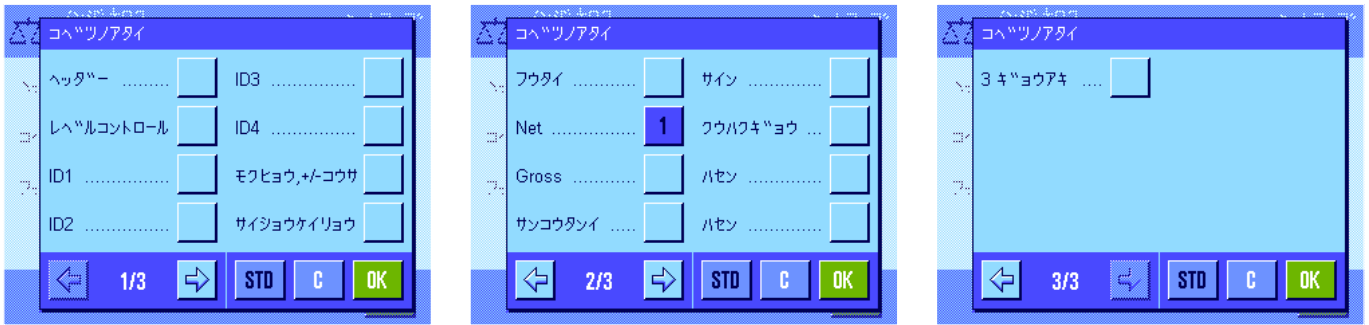 コヘ゛ツノアタイ
ヘッタ゛ー ......... ID3 ................
レヘ゛ルコントロール ID4 ................
ID1 ................ モクヒョウ,+/-コウサ
ID2 ................ サイショウケイリョウ
1/3 STD C OK
コヘ゛ツノアタイ
フウタイ ............ サイン ..............
Net ................ 1 クウハクキ゛ョウ ...
Gross ............ ハセン ..............
サンコウタンイ ..... ハセン ..............
2/3 STD C OK
コヘ゛ツノアタイ
3 キ゛ョウアキ ....
3/3 STD C OK